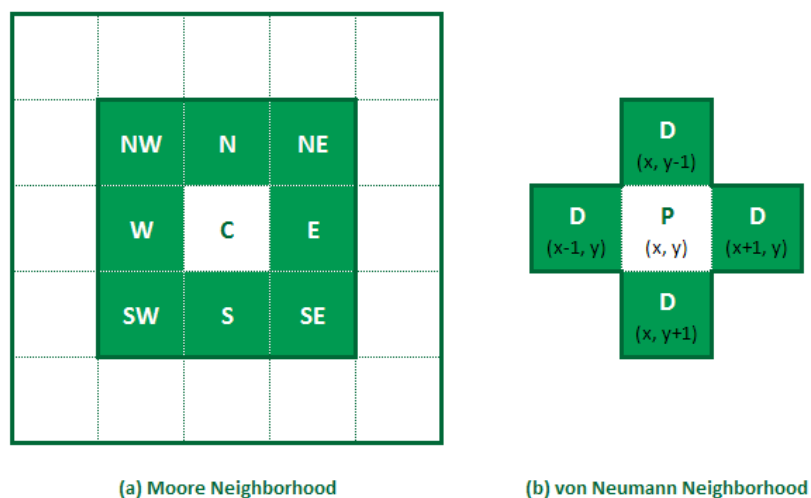 NW N NE
W C E
SW S SE
(a) Moore Neighborhood
D
(x, y-1)
D P D
(x-1, y) (x, y) (x+1, y)
D
(x, y+1)
(b) von Neumann Neighborhood